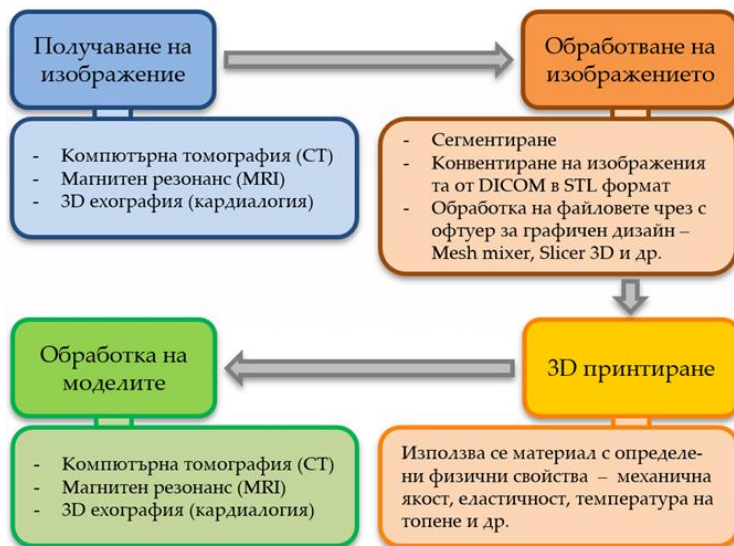 Получаване на
изображение
Обработване на
изображението
- Компютърна томография (CT)
- Магнитен резонанс (MRI)
- 3D ехография (кардиалогия)
- Сегментиране
- Конвентиране на изображения
та от DICOM в STL формат
- Обработка на файловете чрез с
офтуер за графичен дизайн –
Mesh mixer, Slicer 3D и др.
Обработка на
моделите
3D принтиране
- Компютърна томография (CT)
- Магнитен резонанс (MRI)
- 3D ехография (кардиалогия)
Използва се материал с определе-
ни физични свойства – механична
якост, еластичност, температура на
топене и др.